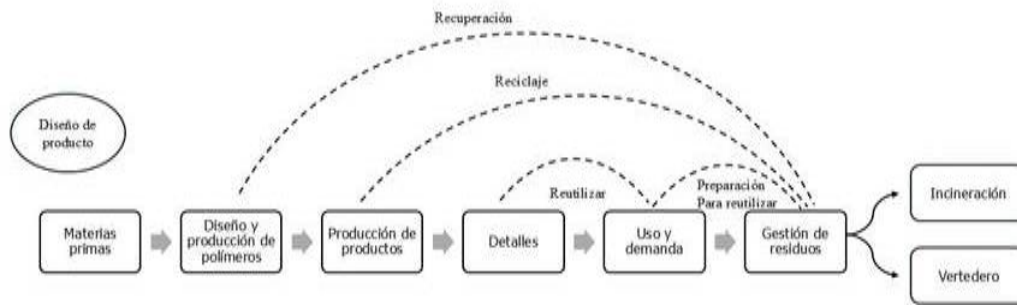 Recuperación
Reciclaje
Diseño de
producto
Reutilizar
Preparación
Para reutilizar
Incineración
Materias
primas
Diseño y
producción de
polímeros
Producción de
productos
Detalles
Uso y
demanda
Gestión de
residuos
Vertedero